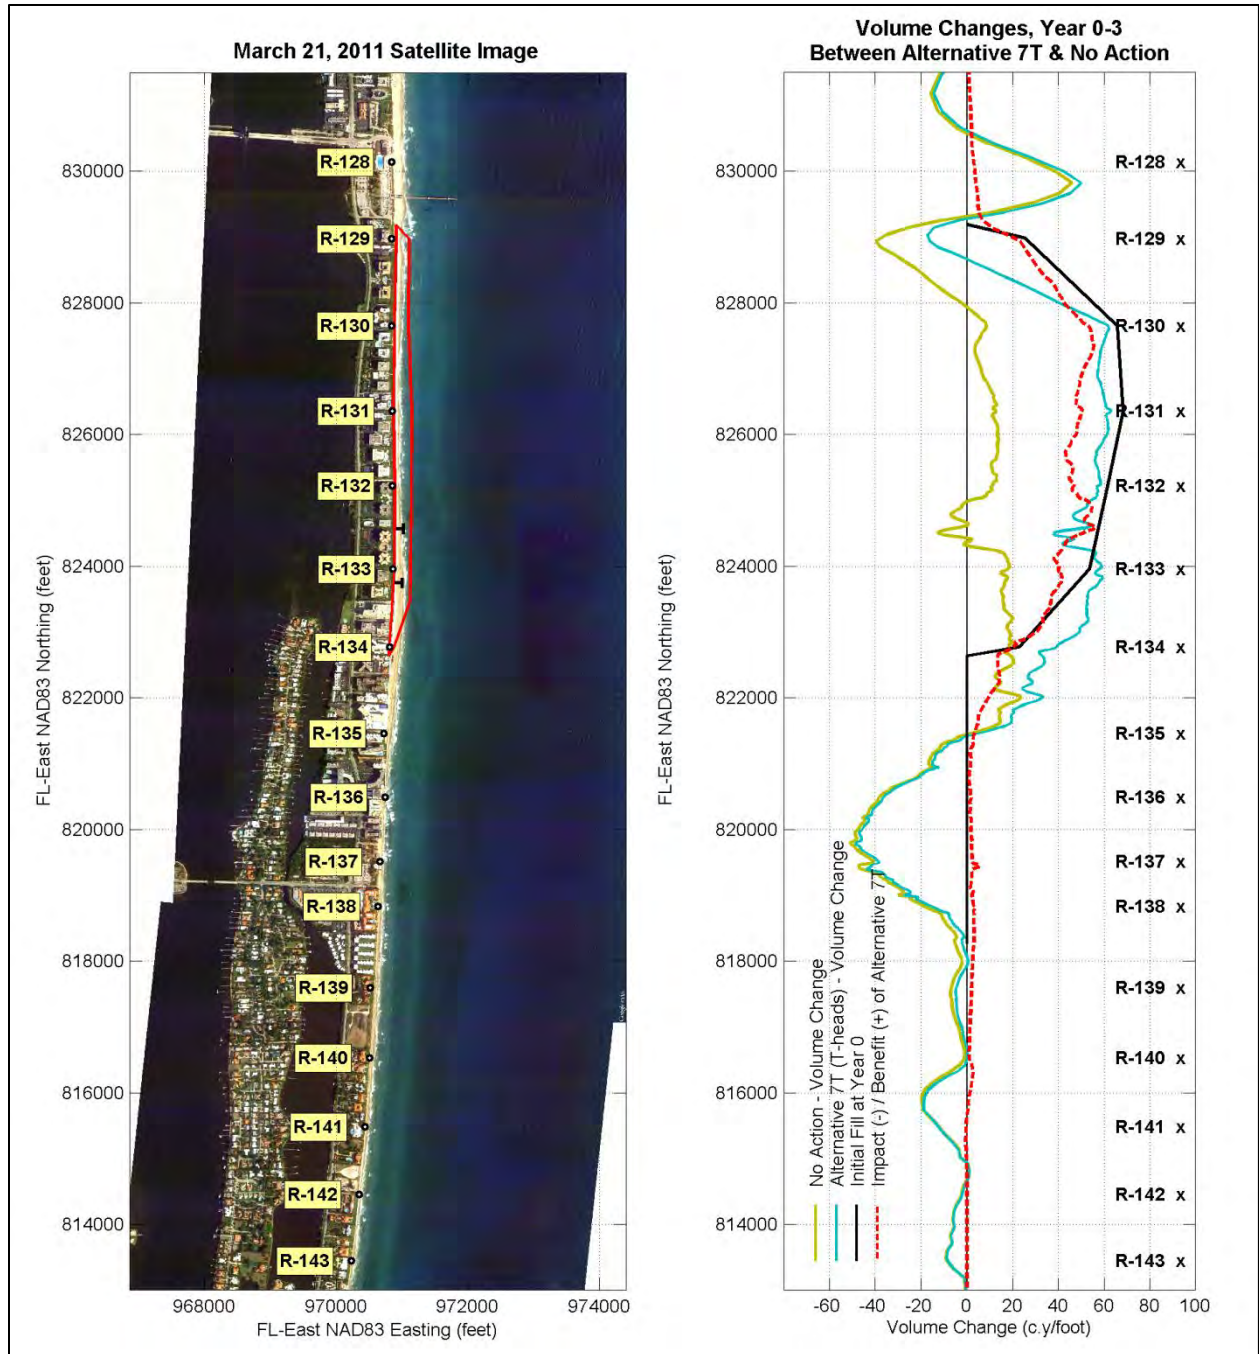 March 21, 2011 Satellite Image
FL-East NAD83 Northing (feet)
830000
828000
826000
824000
822000
820000
818000
816000
814000
R-128
R-129
R-130
R-131
R-132
R-133
R-134
R-135
R-136
R-137
R-138
R-139
R-140
R-141
R-142
R-143
968000 970000 972000 974000
FL-East NAD83 Easting (feet)
Volume Changes, Year 0-3
Between Alternative 7T & No Action
FL-East NAD83 Northing (feet)
830000
828000
826000
824000
822000
820000
818000
816000
814000
R-128 x
R-129 x
R-130 x
R-131 x
R-132 x
R-133 x
R-134 x
R-135 x
R-136 x
R-137 x
R-138 x
R-139 x
R-140 x
R-141 x
R-142 x
R-143 x
No Action - Volume Change
Alternative 7T (T-heads) - Volume Change
Initial Fill at Year 0
Impact (-) / Benefit (+) of Alternative 7T
-60 -40 -20 0 20 40 60 80 100
Volume Change (c.y/foot)